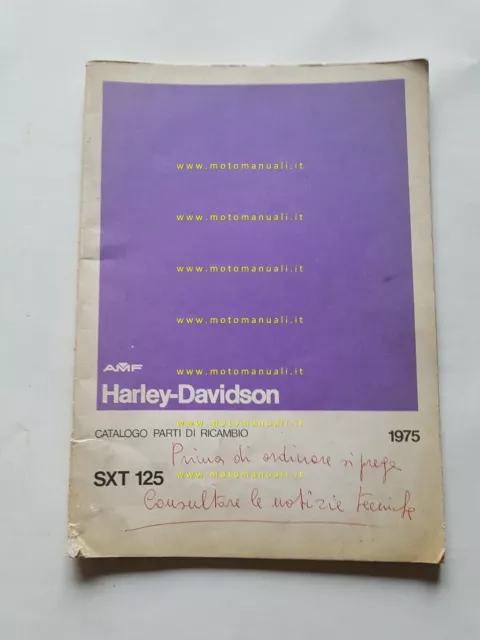 www.motomanuali.it
www.motomanuali.it
www.motomanuali.it
www.motomanuali.it
www.motomanuali.it
AMF
Harley-Davidson
www.motomanuali.it
CATALOGO PARTI DI RICAMBIO 1975
Prima di ordinare si prega
www.motomanuali.it
SXT 125
Consultare le notizie tecniche